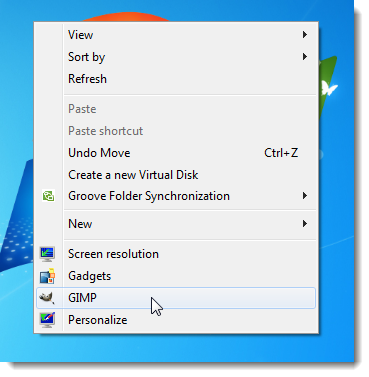 View
Sort by
Refresh
Paste
Paste shortcut
Undo Move Ctrl+Z
Create a new Virtual Disk
Groove Folder Synchronization
New
Screen resolution
Gadgets
GIMP
Personalize